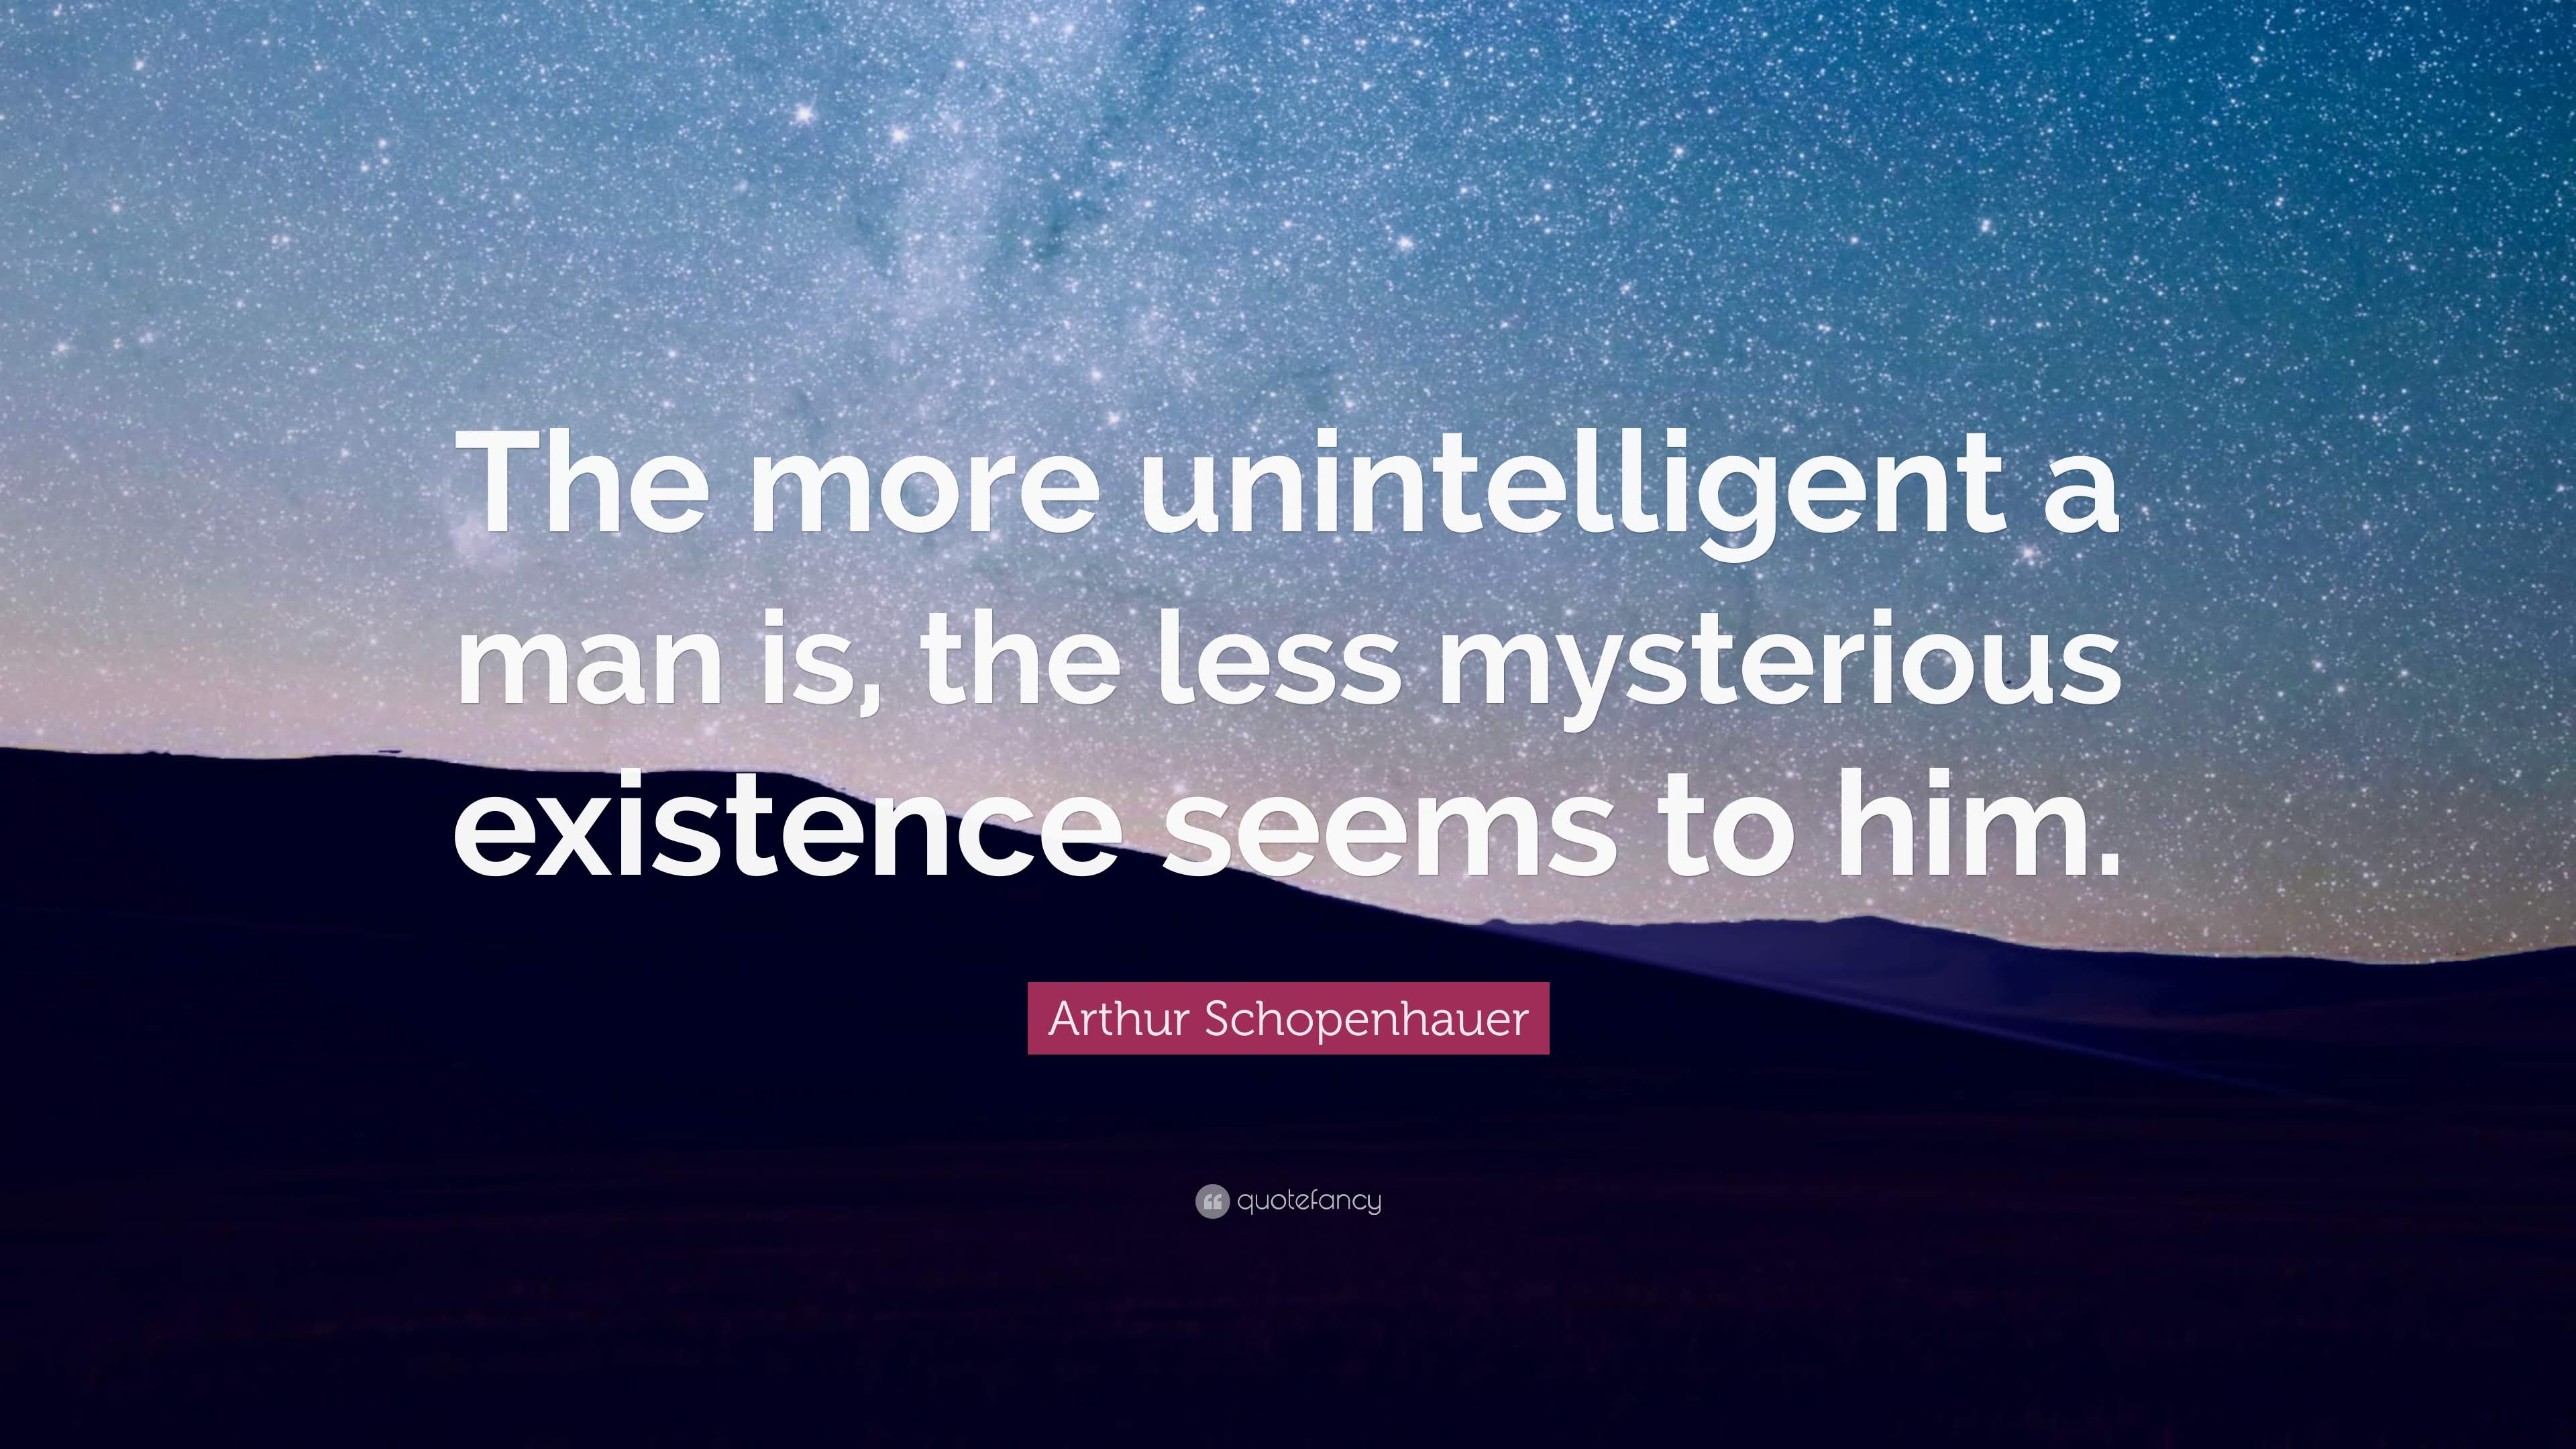 The more unintelligent a
man is, the less mysterious
existence seems to him.
Arthur Schopenhauer
quotefancy